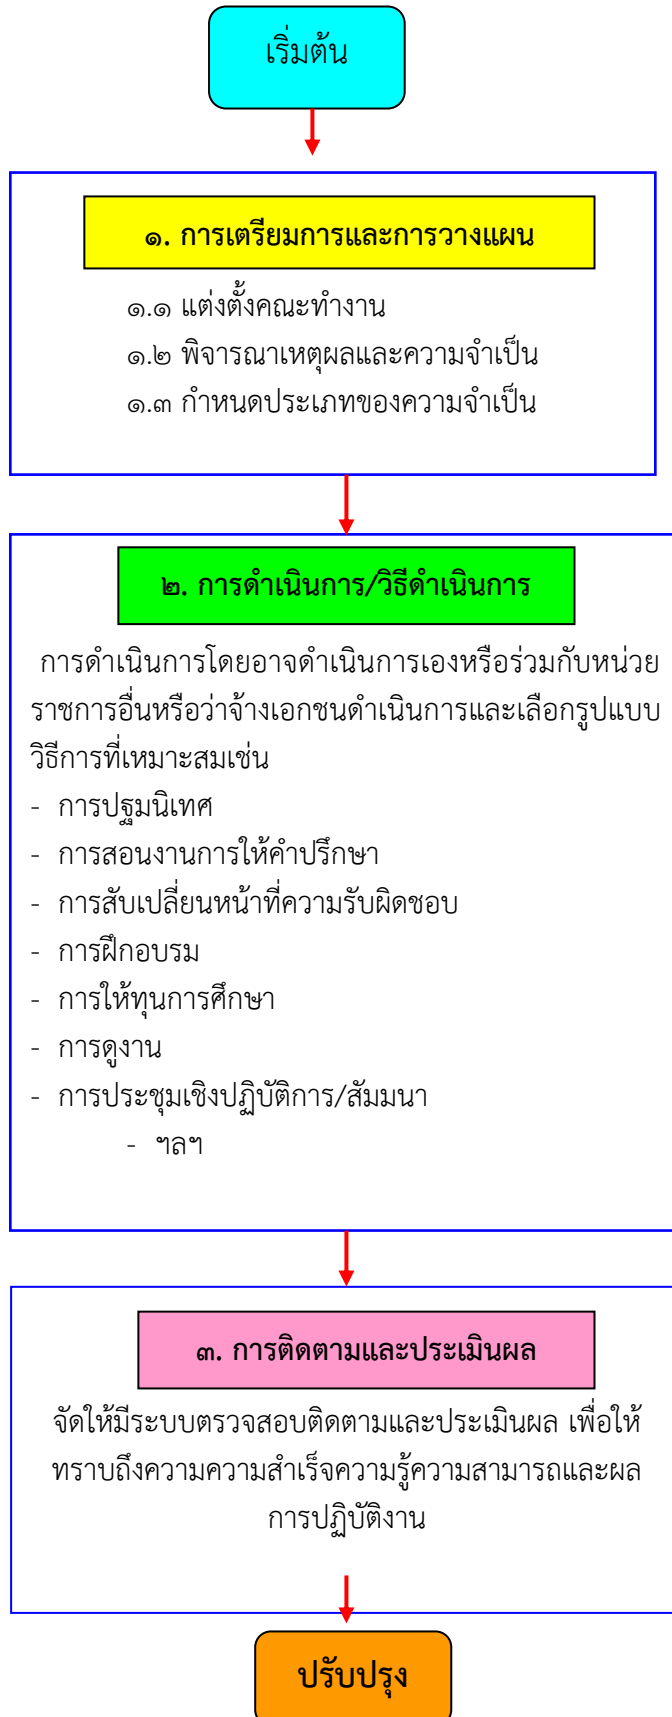 เริ่มต้น
๑. การเตรียมการและการวางแผน
๑.๑ แต่งตั้งคณะทำงาน
๑.๒ พิจารณาเหตุผลและความจำเป็น
๑.๓ กำหนดประเภทของความจำเป็น
๒. การดำเนินการ/วิธีดำเนินการ
การดำเนินการโดยอาจดำเนินการเองหรือร่วมกับหน่วย
ราชการอื่นหรือว่าจ้างเอกชนดำเนินการและเลือกรูปแบบ
วิธีการที่เหมาะสมเช่น
- การปฐมนิเทศ
- การสอนงานการให้คำปรึกษา
- การสับเปลี่ยนหน้าที่ความรับผิดชอบ
- การฝึกอบรม
- การให้ทุนการศึกษา
- การดูงาน
- การประชุมเชิงปฏิบัติการ/สัมมนา
- ฯลฯ
๓. การติดตามและประเมินผล
จัดให้มีระบบตรวจสอบติดตามและประเมินผล เพื่อให้
ทราบถึงความความสำเร็จความรู้ความสามารถและผล
การปฏิบัติงาน
ปรับปรุง